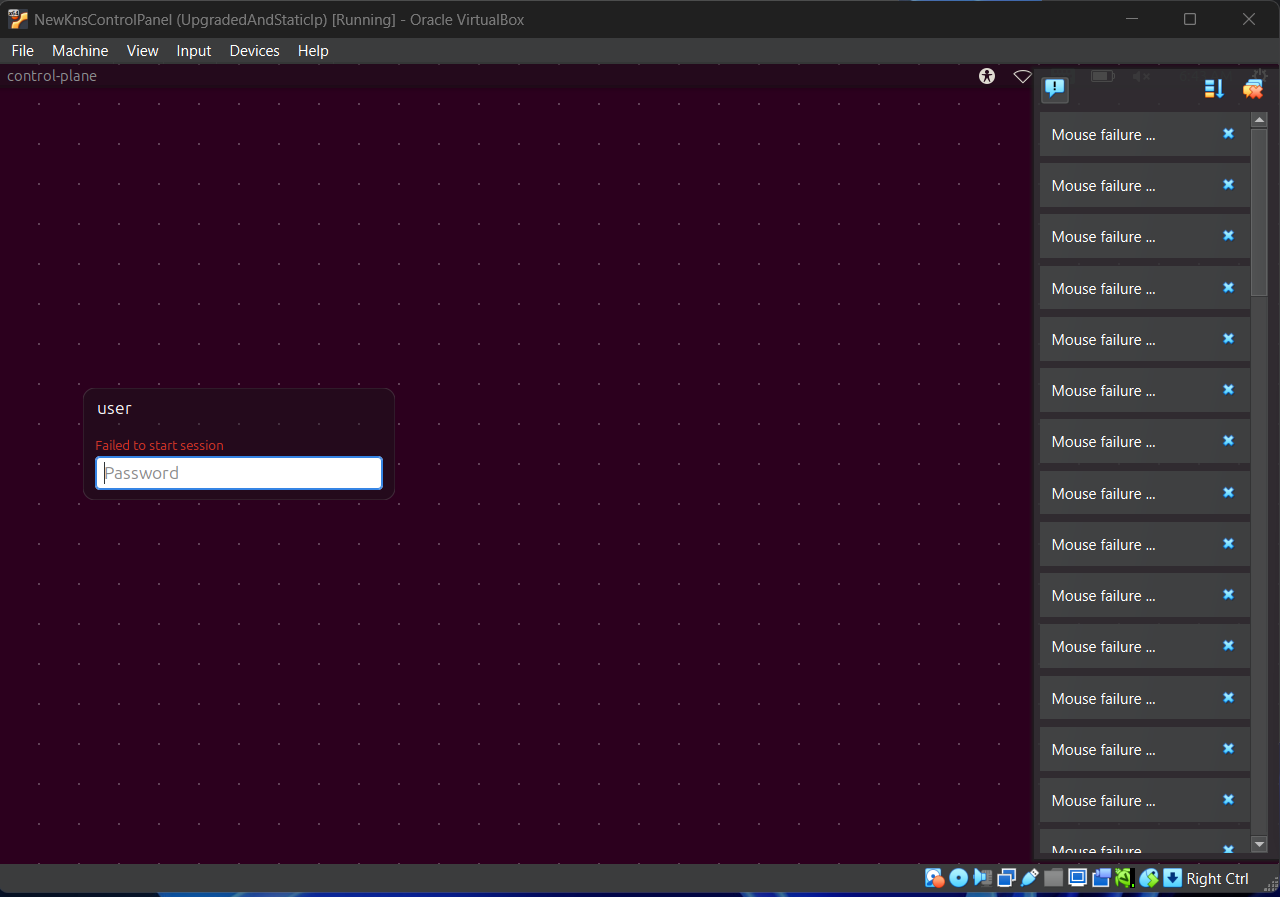 NewKnsControlPanel (UpgradedAndStaticIp) [Running] - Oracle VirtualBox
File Machine View Input Devices Help
control-plane
Mouse failure ...
Mouse failure ...
Mouse failure ...
Mouse failure ...
Mouse failure ...
Mouse failure ...
Mouse failure ...
Mouse failure ...
Mouse failure ...
Mouse failure ...
Mouse failure ...
Mouse failure ...
Mouse failure ...
Mouse failure ...
Mouse failure
user
Failed to start session
Password
Right Ctrl